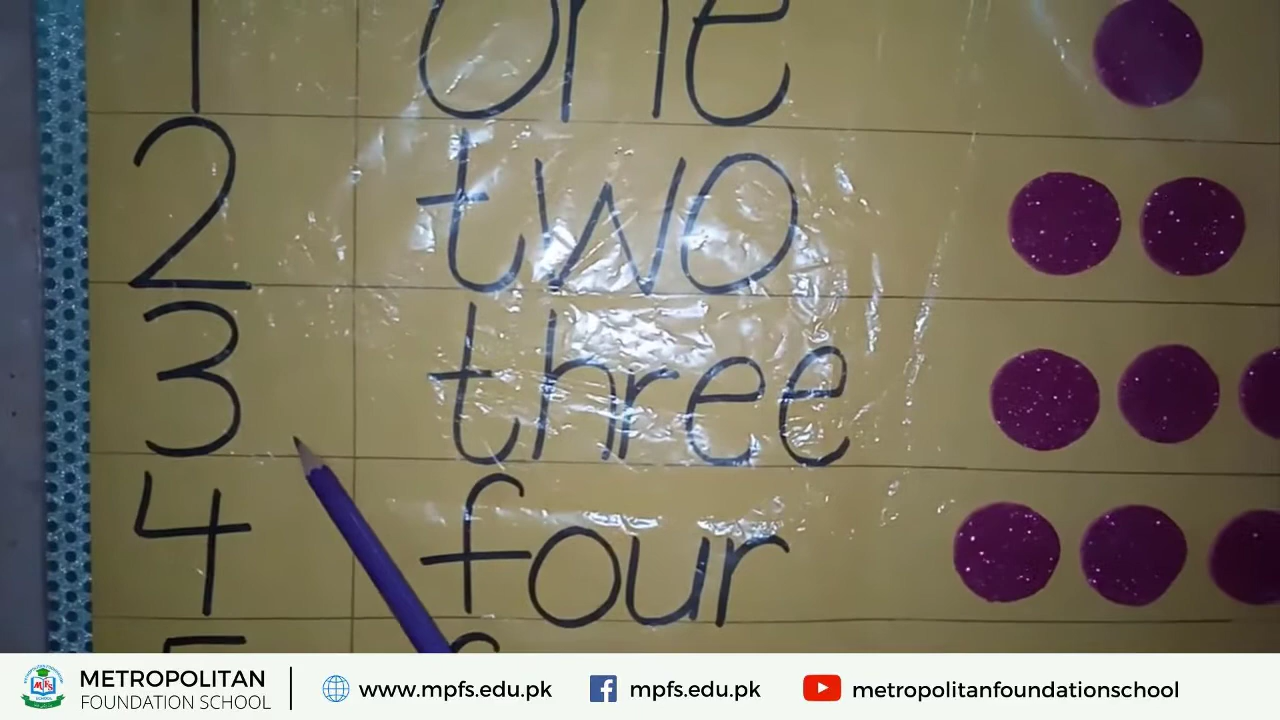 1 one
2 two
3 three
4 four
METROPOLITAN
FOUNDATION SCHOOL
www.mpfs.edu.pk
mpfs.edu.pk
metropolitanfoundationschool